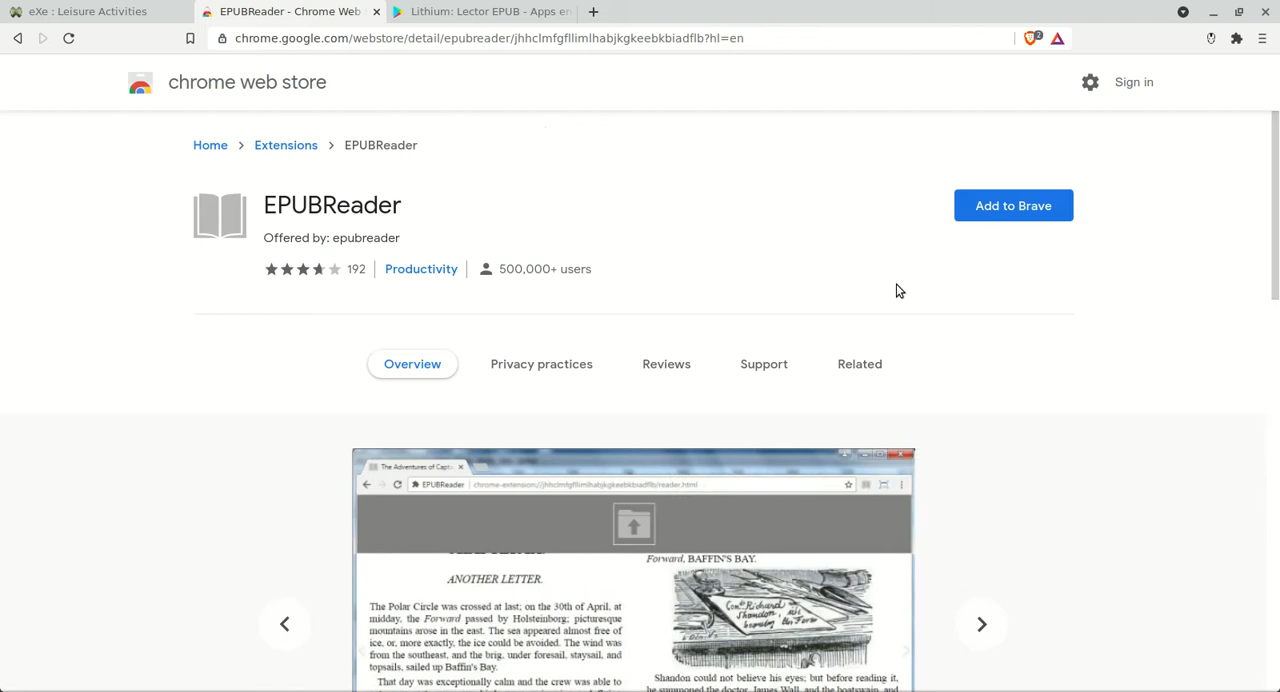 eXe : Leisure Activities
EPUBReader - Chrome Web
Lithium: Lector EPUB - Apps en
chrome.google.com/webstore/detail/epubreader/jhhclmfgfllimlhabjkgkeebkbiadflb?hl=en
2
chrome web store
Sign in
Home > Extensions > EPUBReader
EPUBReader
Add to Brave
Offered by: epubreader
192 Productivity 500,000+ users
Overview Privacy practices Reviews Support Related
The Adventures of Capt
EPUBReader chrome-extension://jhhclmfgfllimlhabjkgkeebkbiadflb/reader.html
ANOTHER LETTER.
The Polar Circle was crossed at last; on the 30th of April, at
midday, the Forward passed by Holsteinborg; picturesque
mountains arose in the east. The sea appeared almost free of
ice, or, more exactly, the ice could be avoided. The wind was
from the southeast, and the brig, under foresail, staysail, and
topsails, sailed up Baffin's Bay.
That day was exceptionally calm and the crew was able to
Forward, BAFFIN'S BAY.
Richard
Shandon,
Shandon could not believe his eyes; but before reading it,
he summoned the doctor, James Wall, and the boatswain, and